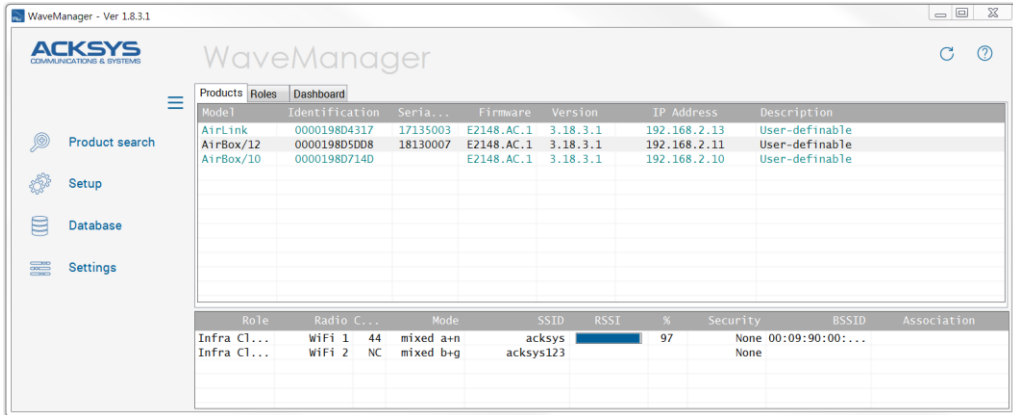 WaveManager - Ver 1.8.3.1
ACKSYS
COMMUNICATIONS & SYSTEMS
WaveManager
Products Roles Dashboard
Model Identification Seria... Firmware Version IP Address Description
AirLink 0000198D4317 17135003 E2148.AC.1 3.18.3.1 192.168.2.13 User-definable
AirBox/12 0000198D5DD8 18130007 E2148.AC.1 3.18.3.1 192.168.2.11 User-definable
AirBox/10 0000198D714D E2148.AC.1 3.18.3.1 192.168.2.10 User-definable
Product search
Setup
Database
Settings
Role Radio C... Mode SSID RSSI % Security BSSID Association
Infra Cl... WiFi 1 44 mixed a+n acksys 97 None 00:09:90:00:...
Infra Cl... WiFi 2 NC mixed b+g acksys123 None